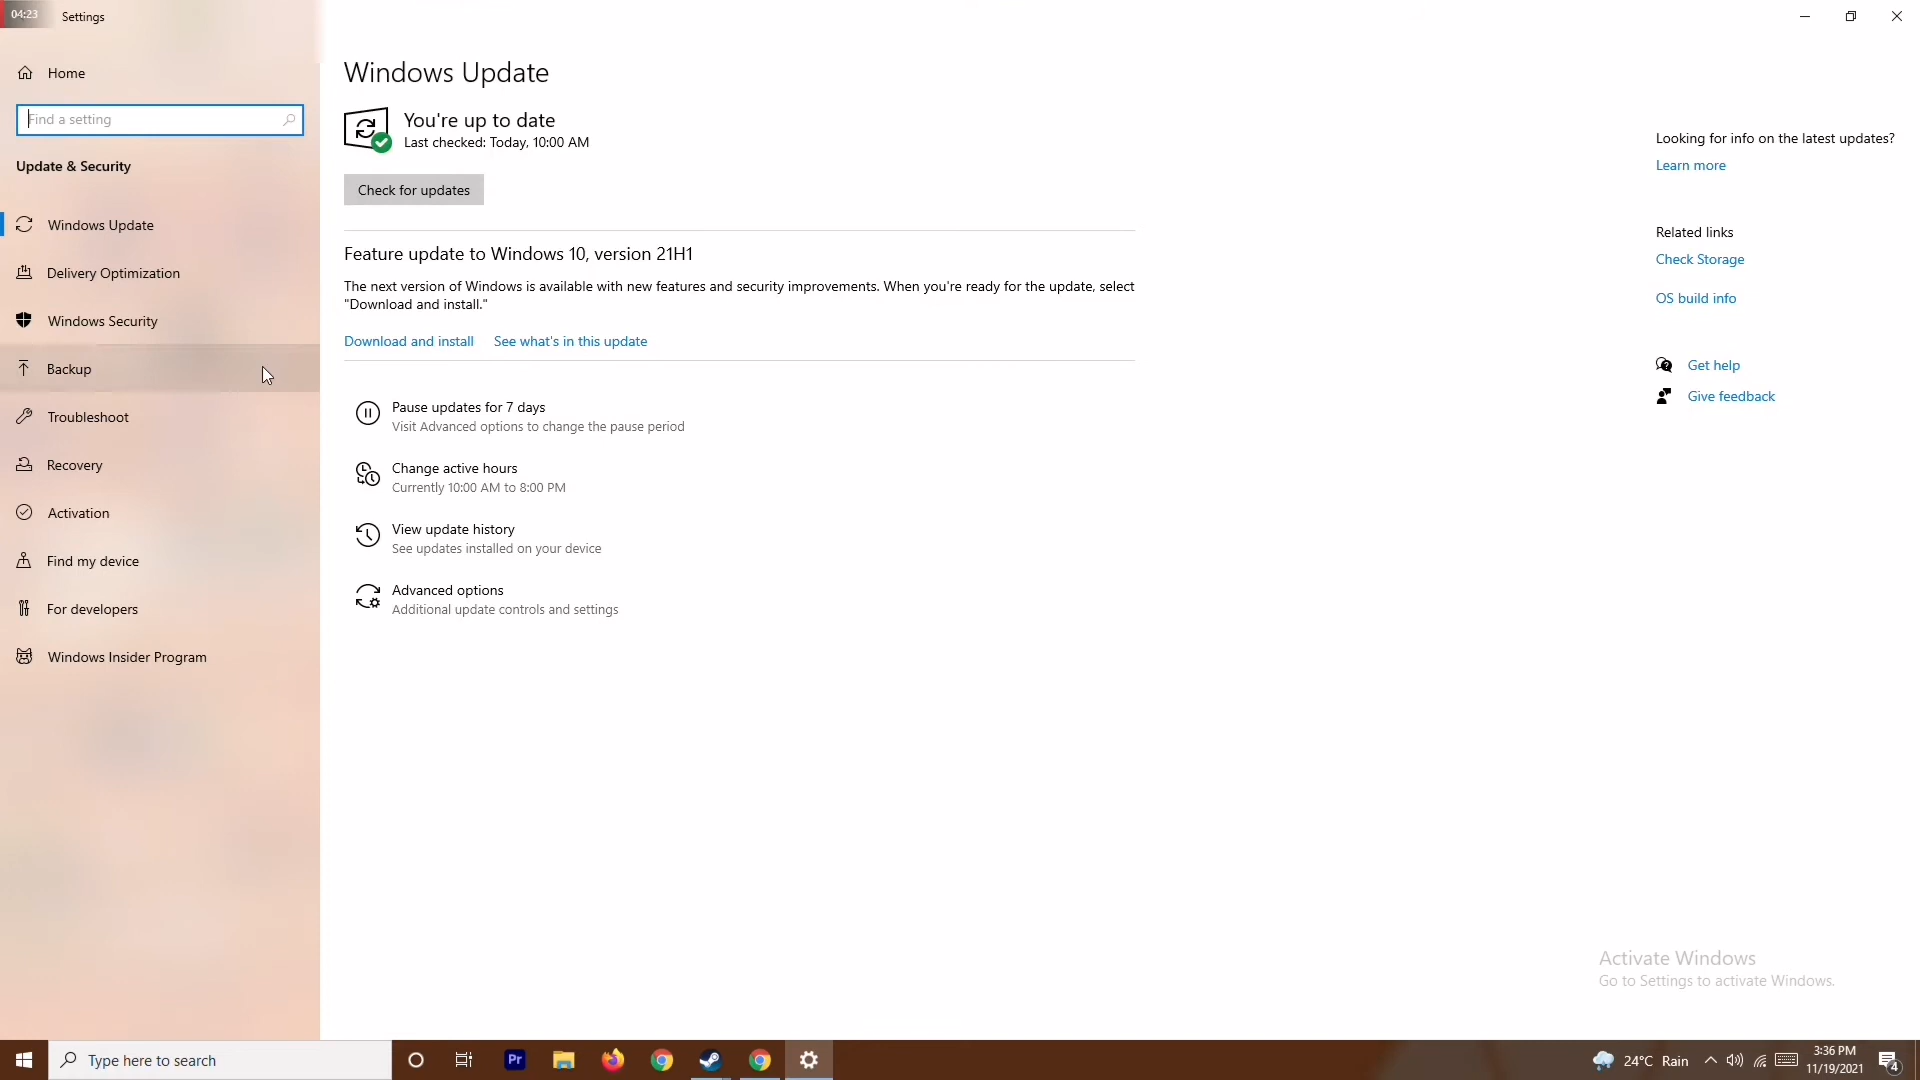 04:23
Settings
Home
Find a setting
Update & Security
Windows Update
Delivery Optimization
Windows Security
Backup
Troubleshoot
Recovery
Activation
Find my device
For developers
Windows Insider Program
Windows Update
You're up to date
Last checked: Today, 10:00 AM
Check for updates
Feature update to Windows 10, version 21H1
The next version of Windows is available with new features and security improvements. When you're ready for the update, select
"Download and install."
Download and install See what's in this update
Pause updates for 7 days
Visit Advanced options to change the pause period
Change active hours
Currently 10:00 AM to 8:00 PM
View update history
See updates installed on your device
Advanced options
Additional update controls and settings
Looking for info on the latest updates?
Learn more
Related links
Check Storage
OS build info
Get help
Give feedback
Activate Windows
Go to Settings to activate Windows.
Type here to search
Pr
24°C Rain
3:36 PM
11/19/2021
4